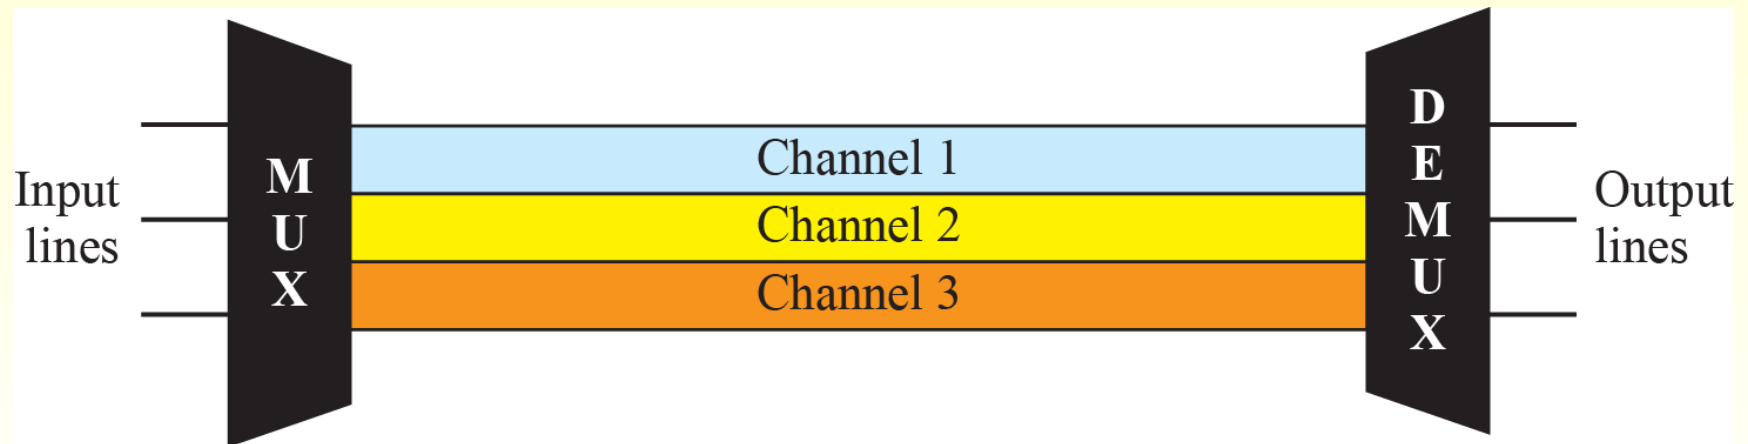 Input
lines
M
U
X
Channel 1
Channel 2
Channel 3
D
E
M
U
X
Output
lines